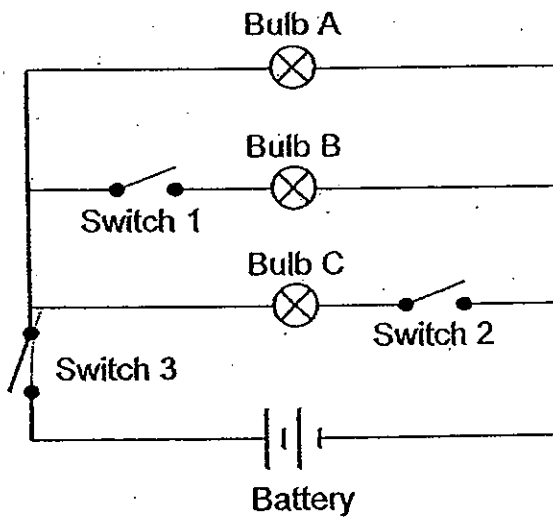 Bulb A
Bulb B
Switch 1
Bulb C
Switch 2
Switch 3
Battery